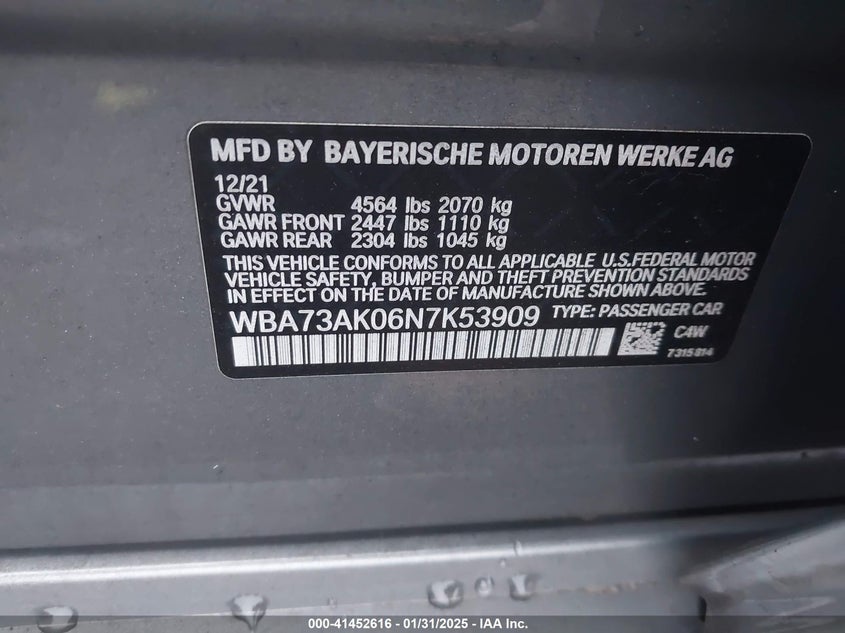 MFD BY BAYERISCHE MOTOREN WERKE AG
12/21
GVWR 4564 lbs 2070 kg
GAWR FRONT 2447 lbs 1110 kg
GAWR REAR 2304 lbs 1045 kg
THIS VEHICLE CONFORMS TO ALL APPLICABLE U.S.FEDERAL MOTOR
VEHICLE SAFETY, BUMPER AND THEFT PREVENTION STANDARDS
IN EFFECT ON THE DATE OF MANUFACTURE SHOWN ABOVE.
WBA73AK06N7K53909 TYPE: PASSENGER CAR
C4W
7315814
000-41452616 - 01/31/2025 - IAA Inc.